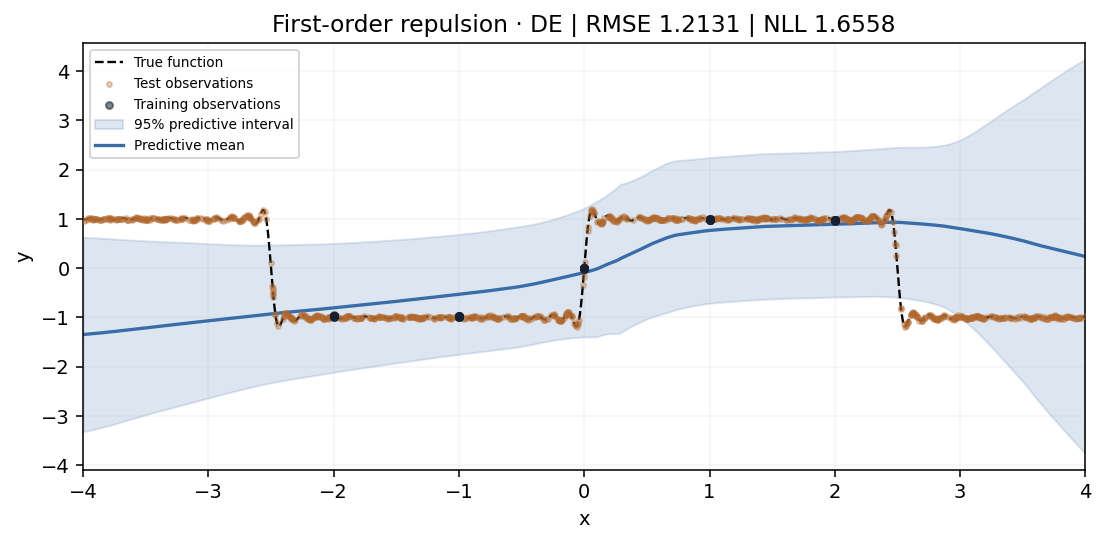 First-order repulsion · DE | RMSE 1.2131 | NLL 1.6558
True function
Test observations
Training observations
95% predictive interval
Predictive mean
4
3
2
1
0
−1
−2
−3
−4
y
−4 −3 −2 −1 0 1 2 3 4
x